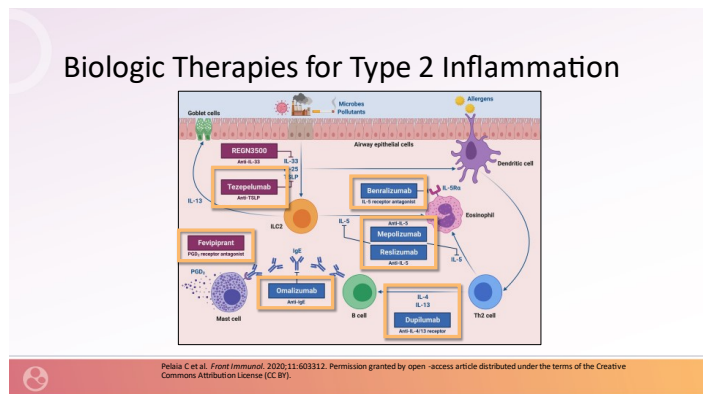 Biologic Therapies for Type 2 Inflammation
Allergens
Microbes
Pollutants
Goblet cells
Airway epithelial cells
Dendritic cell
REGN3500
Anti-IL-33
IL-33
IL-25
TSLP
Tezepelumab
Anti-TSLP
Benralizumab
IL-5 receptor antagonist
IL-5Rα
Eosinophil
IL-13
ILC2
IL-5
Anti-IL-5
Mepolizumab
Reslizumab
Anti-IL-5
IL-5
Fevipiprant
PGD₂ receptor antagonist
IgE
PGD₂
Omalizumab
Anti-IgE
Mast cell
B cell
IL-4
IL-13
Dupilumab
Anti-IL-4/13 receptor
Th2 cell
Pelaia C et al. Front Immunol. 2020;11:603312. Permission granted by open -access article distributed under the terms of the Creative
Commons Attribution License (CC BY).